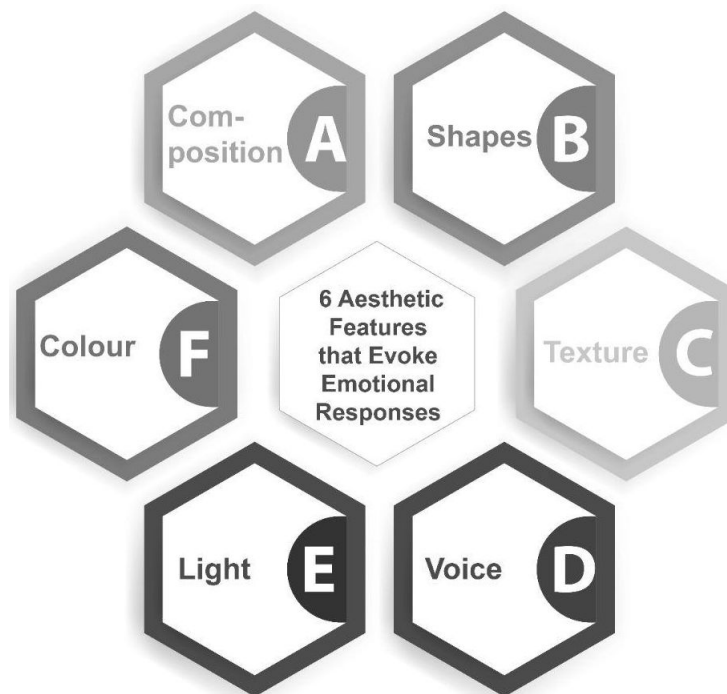 Com-
position
A
Shapes
B
Colour
F
6 Aesthetic
Features
that Evoke
Emotional
Responses
Texture
C
Light
E
Voice
D